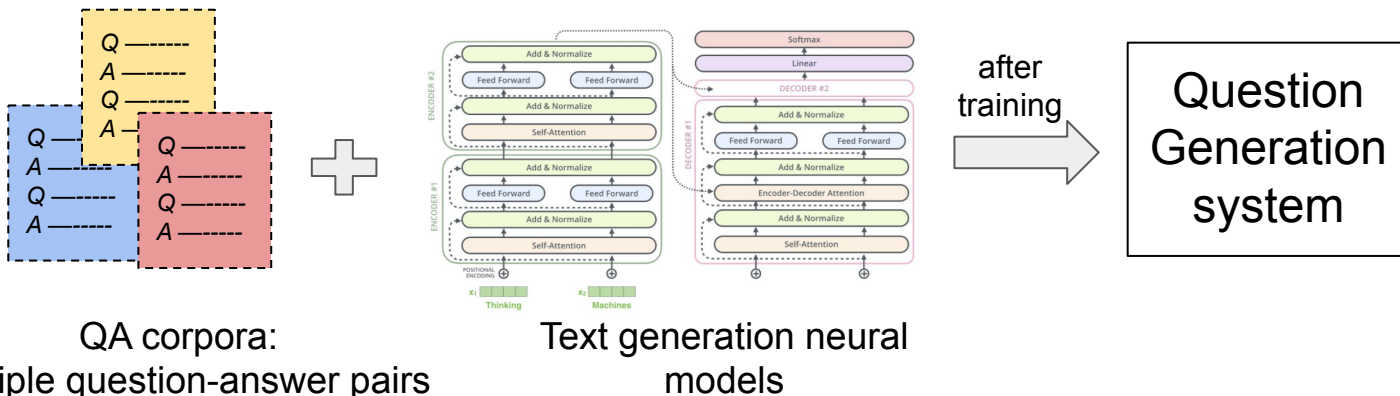 Q —-----
A —-----
Q —-----
A —
Q —
A —-----
Q —-----
A —-----
Q —-----
A —-----
Q —-----
A —-----
ENCODER #2
Add & Normalize
Feed Forward Feed Forward
Add & Normalize
Self-Attention
ENCODER #1
Add & Normalize
Feed Forward Feed Forward
Add & Normalize
Self-Attention
POSITIONAL
ENCODING
x₁ x₂
Thinking Machines
Softmax
Linear
DECODER #2
DECODER #1
Add & Normalize
Feed Forward Feed Forward
Add & Normalize
Encoder-Decoder Attention
Add & Normalize
Self-Attention
after
training
Question
Generation
system
QA corpora:
iple question-answer pairs
Text generation neural
models